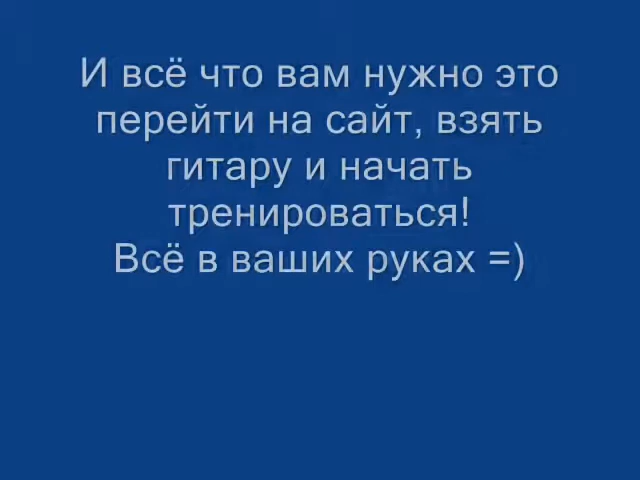 И всё что вам нужно это
перейти на сайт, взять
гитару и начать
тренироваться!
Всё в ваших руках =)